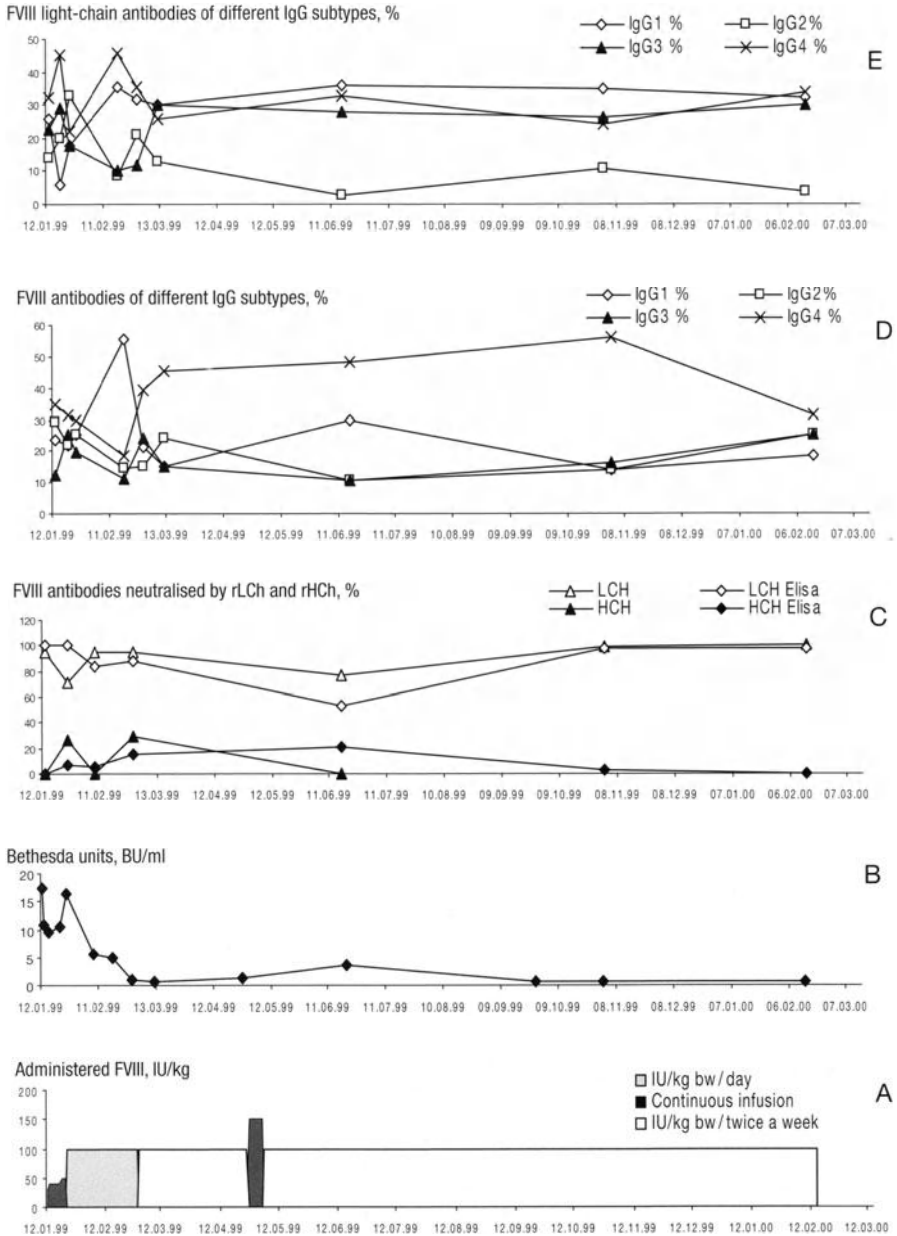 FVIII light-chain antibodies of different IgG subtypes, %
IgG1 % IgG2%
IgG3 % IgG4 %
E
50
40
30
20
10
0
12.01.99 11.02.99 13.03.99 12.04.99 12.05.99 11.06.99 11.07.99 10.08.99 09.09.99 09.10.99 08.11.99 08.12.99 07.01.00 06.02.00 07.03.00
FVIII antibodies of different IgG subtypes, %
IgG1 % IgG2%
IgG3 % IgG4 %
D
60
50
40
30
20
10
0
12.01.99 11.02.99 13.03.99 12.04.99 12.05.99 11.06.99 11.07.99 10.08.99 09.09.99 09.10.99 08.11.99 08.12.99 07.01.00 06.02.00 07.03.00
FVIII antibodies neutralised by rLCh and rHCh, %
LCH LCH Elisa
HCH HCH Elisa
C
120
100
80
60
40
20
0
12.01.99 11.02.99 13.03.99 12.04.99 12.05.99 11.06.99 11.07.99 10.08.99 09.09.99 09.10.99 08.11.99 08.12.99 07.01.00 06.02.00 07.03.00
Bethesda units, BU/ml
B
20
15
10
5
0
12.01.99 11.02.99 13.03.99 12.04.99 12.05.99 11.06.99 11.07.99 10.08.99 09.09.99 09.10.99 08.11.99 08.12.99 07.01.00 06.02.00 07.03.00
Administered FVIII, IU/kg
IU/kg bw/day
Continuous infusion
IU/kg bw/twice a week
A
200
150
100
50
0
12.01.99 12.02.99 12.03.99 12.04.99 12.05.99 12.06.99 12.07.99 12.08.99 12.09.99 12.10.99 12.11.99 12.12.99 12.01.00 12.02.00 12.03.00